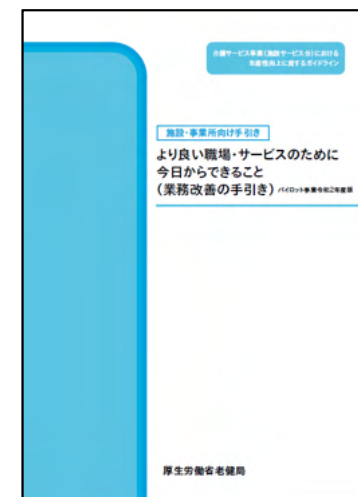 介護サービス事業(施設サービス分)における
生産性向上に資するガイドライン
施設・事業所向け手引き
より良い職場・サービスのために
今日からできること
(業務改善の手引き) パイロット事業令和2年度版
厚生労働省老健局